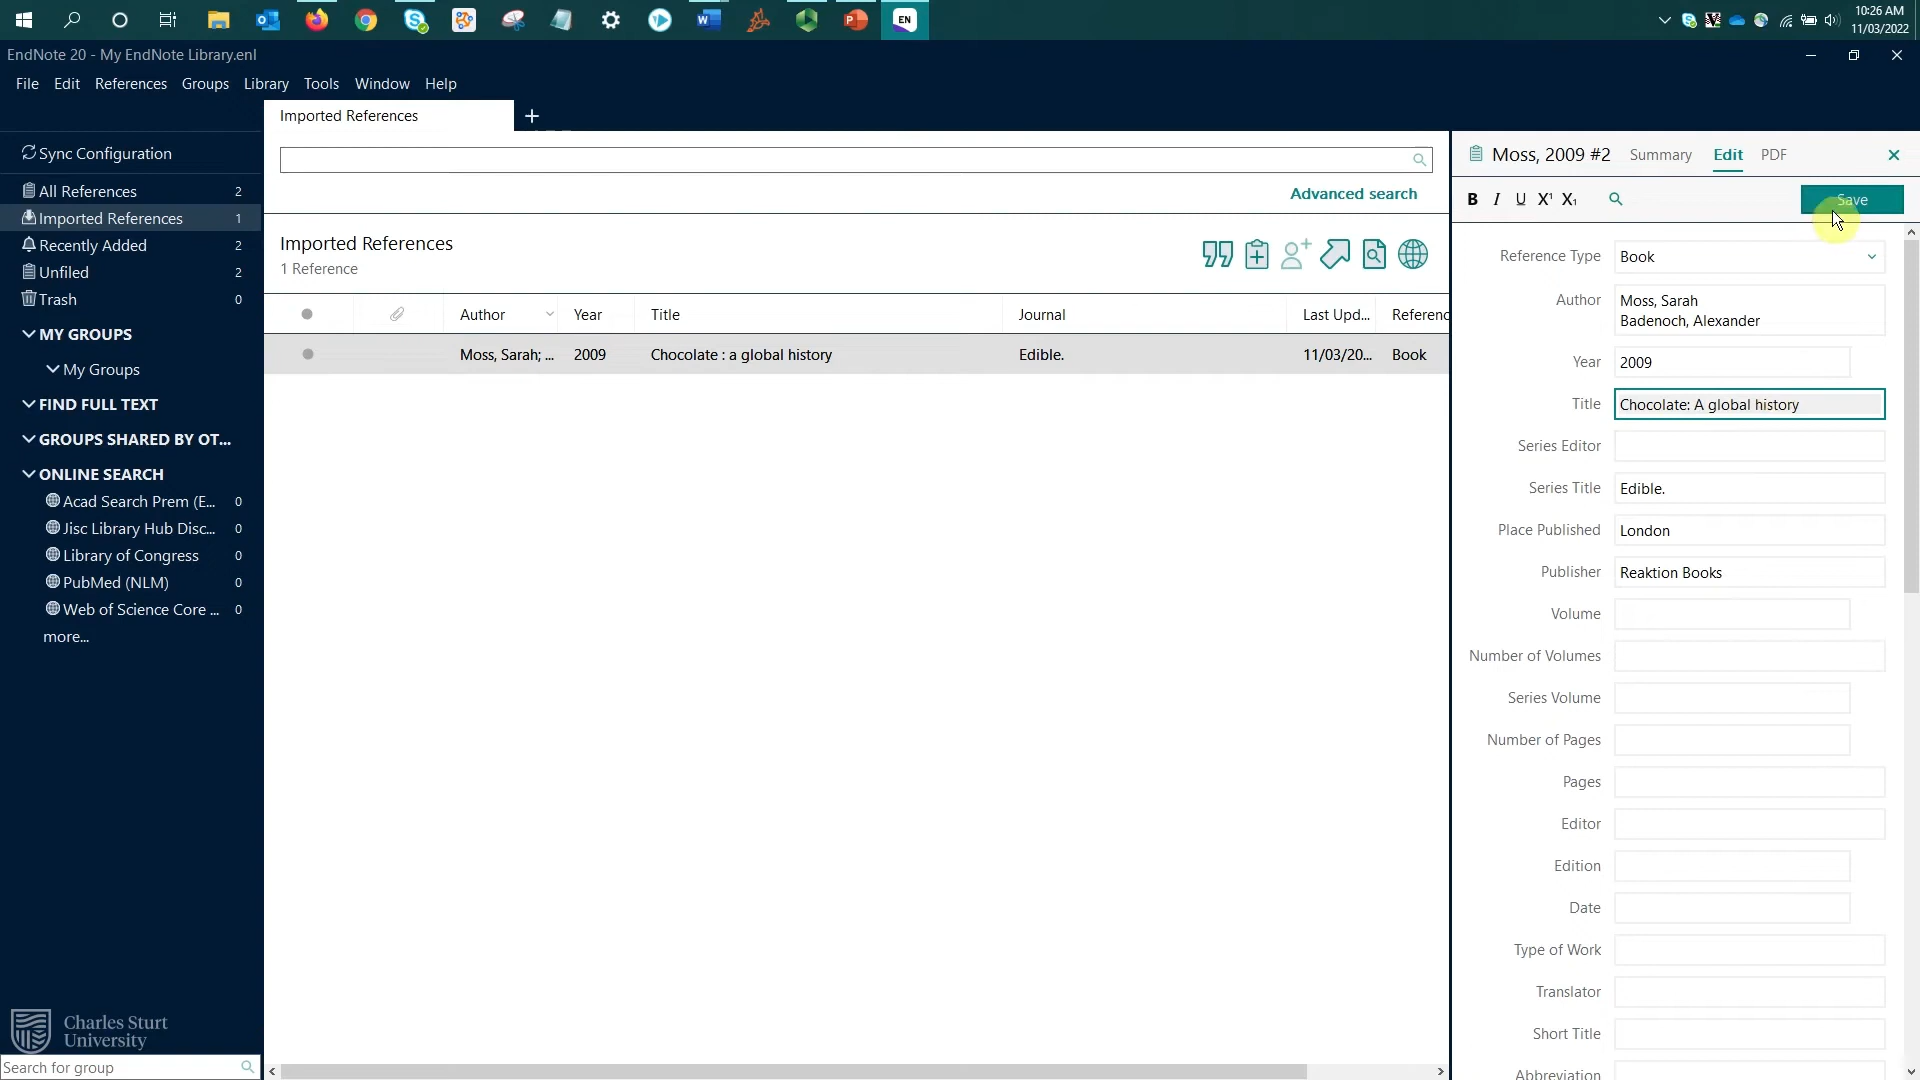 EN
10:26 AM
11/03/2022
EndNote 20 - My EndNote Library.enl
File Edit References Groups Library Tools Window Help
Imported References
Sync Configuration
All References 2
Imported References 1
Recently Added 2
Unfiled 2
Trash 0
MY GROUPS
My Groups
FIND FULL TEXT
GROUPS SHARED BY OT...
ONLINE SEARCH
Acad Search Prem (E... 0
Jisc Library Hub Disc... 0
Library of Congress 0
PubMed (NLM) 0
Web of Science Core ... 0
more...
Charles Sturt
University
Search for group
Advanced search
Imported References
1 Reference
Author Year Title Journal Last Upd... Referenc
Moss, Sarah; ... 2009 Chocolate : a global history Edible. 11/03/20... Book
Moss, 2009 #2 Summary Edit PDF
B I U X¹ X₁ Save
Reference Type Book
Author Moss, Sarah
Badenoch, Alexander
Year 2009
Title Chocolate: A global history
Series Editor
Series Title Edible.
Place Published London
Publisher Reaktion Books
Volume
Number of Volumes
Series Volume
Number of Pages
Pages
Editor
Edition
Date
Type of Work
Translator
Short Title
Abbreviation